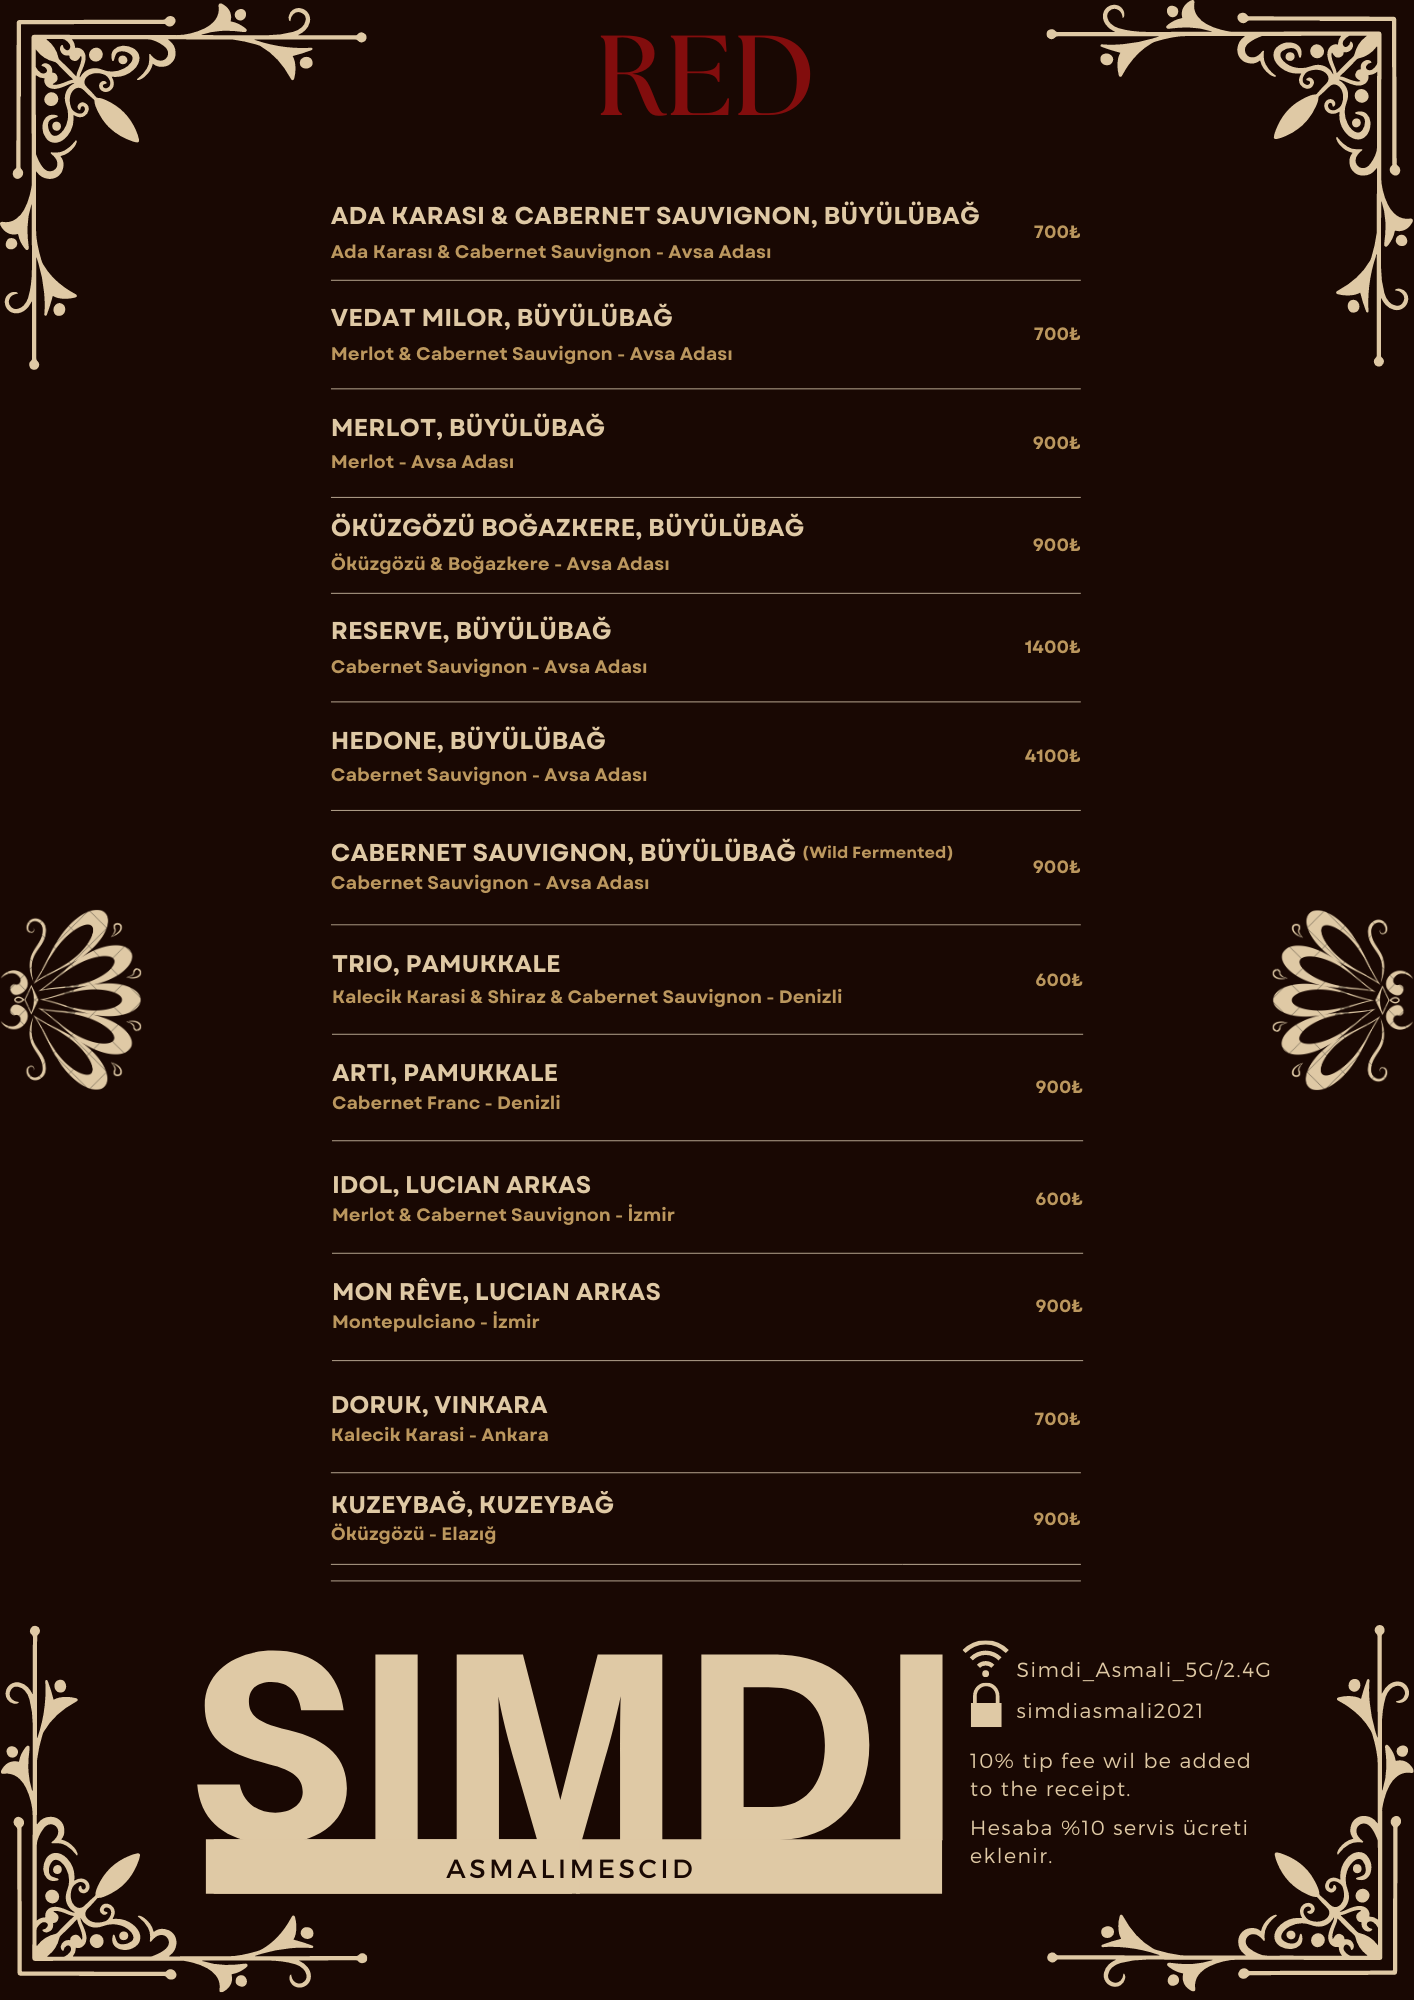 RED
ADA KARASI & CABERNET SAUVIGNON, BÜYÜLÜBAĞ
Ada Karası & Cabernet Sauvignon - Avsa Adası
700₺
VEDAT MILOR, BÜYÜLÜBAĞ
Merlot & Cabernet Sauvignon - Avsa Adası
700₺
MERLOT, BÜYÜLÜBAĞ
Merlot - Avsa Adası
900₺
ÖKÜZGÖZÜ BOĞAZKERE, BÜYÜLÜBAĞ
Öküzgözü & Boğazkere - Avsa Adası
900₺
RESERVE, BÜYÜLÜBAĞ
Cabernet Sauvignon - Avsa Adası
1400₺
HEDONE, BÜYÜLÜBAĞ
Cabernet Sauvignon - Avsa Adası
4100₺
CABERNET SAUVIGNON, BÜYÜLÜBAĞ (Wild Fermented)
Cabernet Sauvignon - Avsa Adası
900₺
TRIO, PAMUKKALE
Kalecik Karasi & Shiraz & Cabernet Sauvignon - Denizli
600₺
ARTI, PAMUKKALE
Cabernet Franc - Denizli
900₺
IDOL, LUCIAN ARKAS
Merlot & Cabernet Sauvignon - İzmir
600₺
MON RÊVE, LUCIAN ARKAS
Montepulciano - İzmir
900₺
DORUK, VINKARA
Kalecik Karasi - Ankara
700₺
KUZEYBAĞ, KUZEYBAĞ
Öküzgözü - Elazığ
900₺
SIMDI
ASMALIMESCID
Simdi_Asmali_5G/2.4G
simdiasmali2021
10% tip fee wil be added
to the receipt.
Hesaba %10 servis ücreti
eklenir.